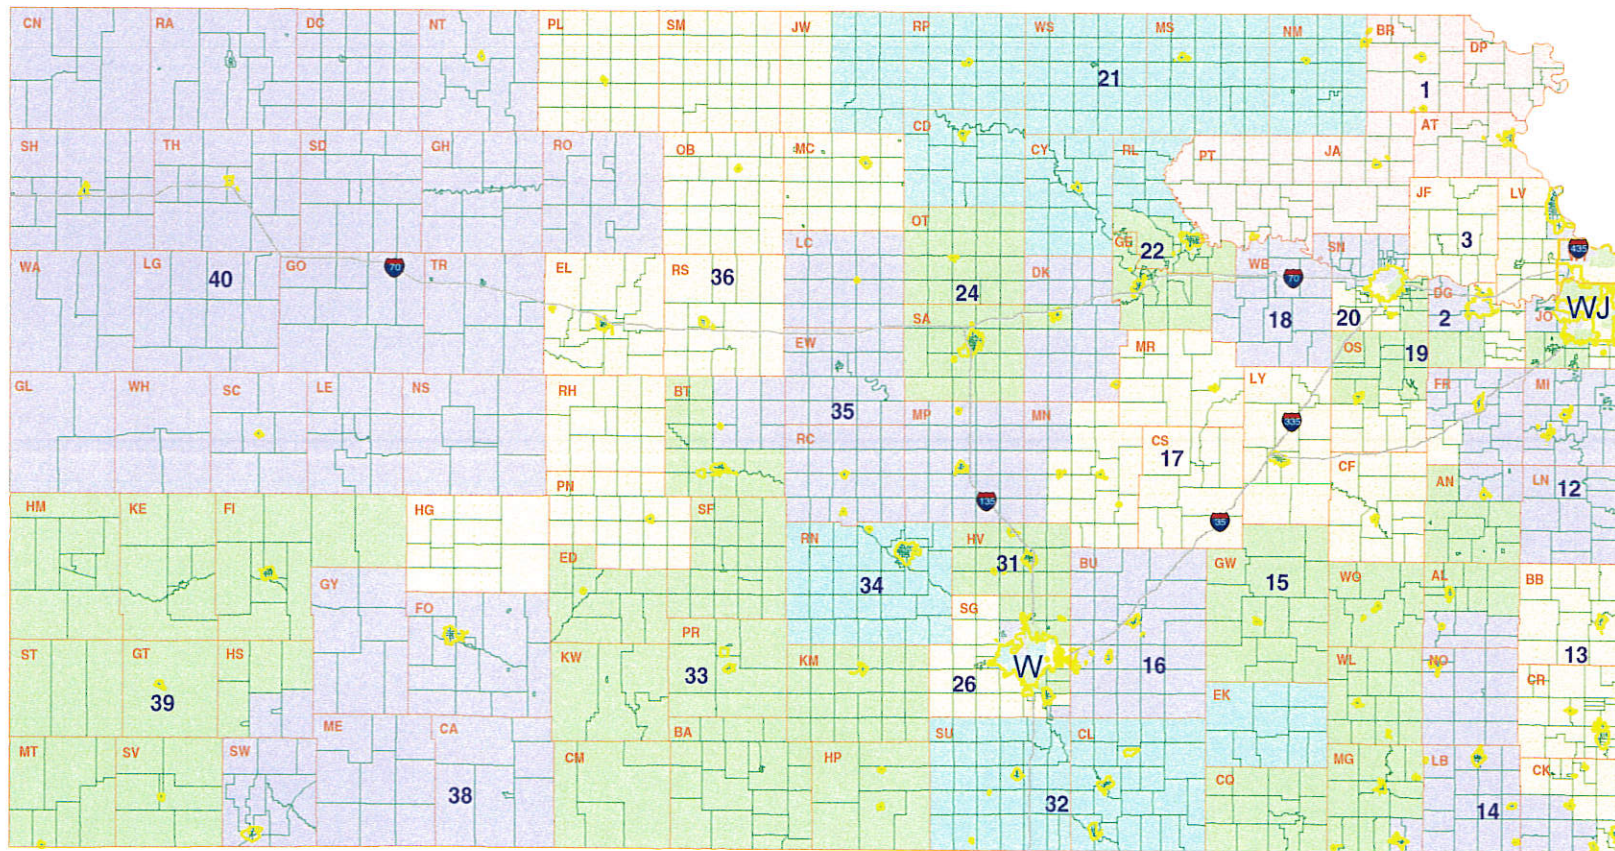 CN RA DC NT PL SM JW RP WS MS NM BR DP
21 1
CD AT
SH TH SD GH RO OB MC CY RL PT JA
JF LV
OT GE 22 3
LC SN 435
WA LG 40 GO 70 TR EL RS 36 24 DK WB 70
SA 18 20 DG 2 JO WJ
EW MR OS 19
GL WH SC LE NS RH BT 35 MP MN LY FR MI
RC CS 17 335 CF
PN AN LN 12
HM KE FI HG SF 135 35
RN HV
ED 34 31 BU GW 15 WO AL BB
GY FO SG
ST GT HS PR KW 33 KM 26 W 16 WL NO 13
39 EK CR
MT SV SW ME CA BA CM HP SU CL MG LB CK
38 32 CO 14